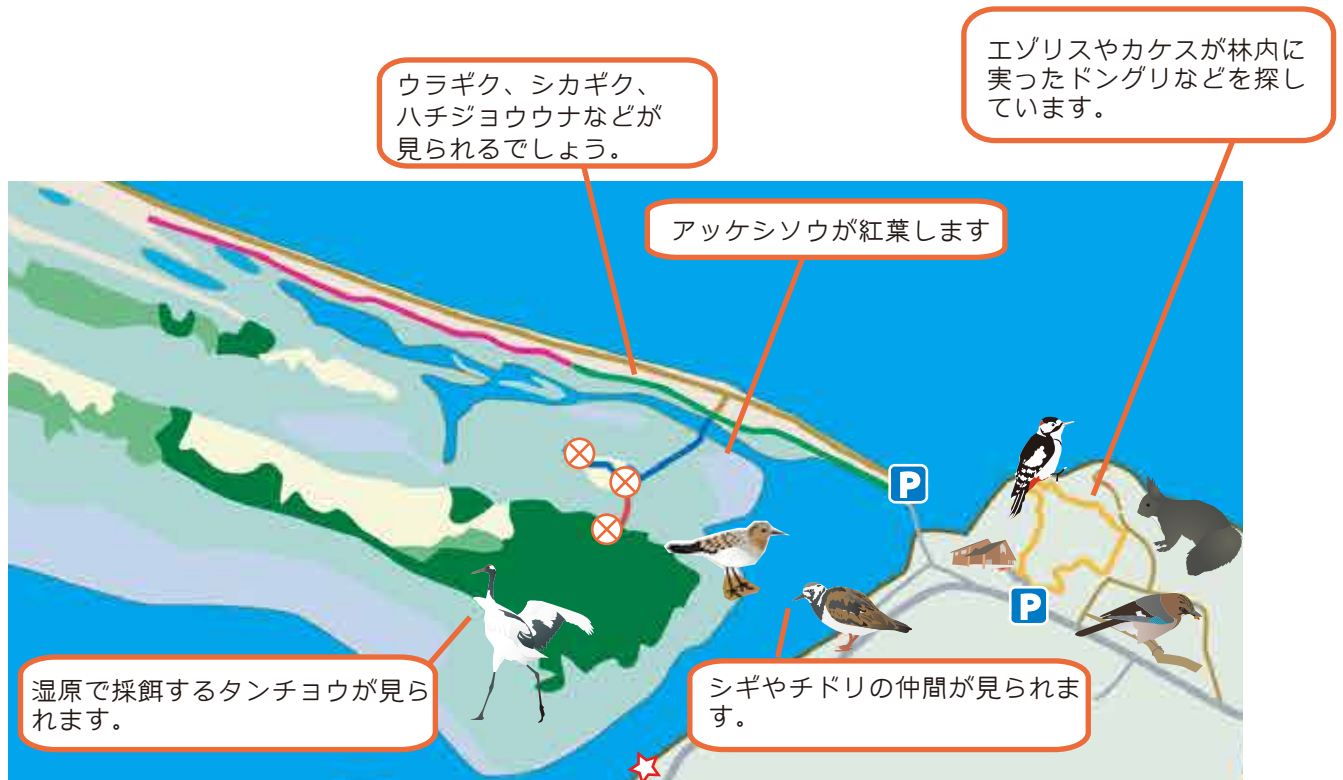 エゾリスやカケスが林内に
実ったドングリなどを探し
ています。
ウラギク、シカギク、
ハチジョウウナなどが
見られるでしょう。
アッケシソウが紅葉します
P
P
湿原で採餌するタンチョウが見ら
れます。
シギやチドリの仲間が見られま
す。